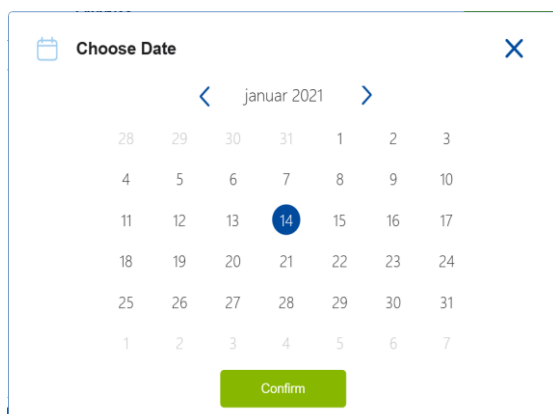 Choose Date
januar 2021
28 29 30 31 1 2 3
4 5 6 7 8 9 10
11 12 13 14 15 16 17
18 19 20 21 22 23 24
25 26 27 28 29 30 31
1 2 3 4 5 6 7
Confirm